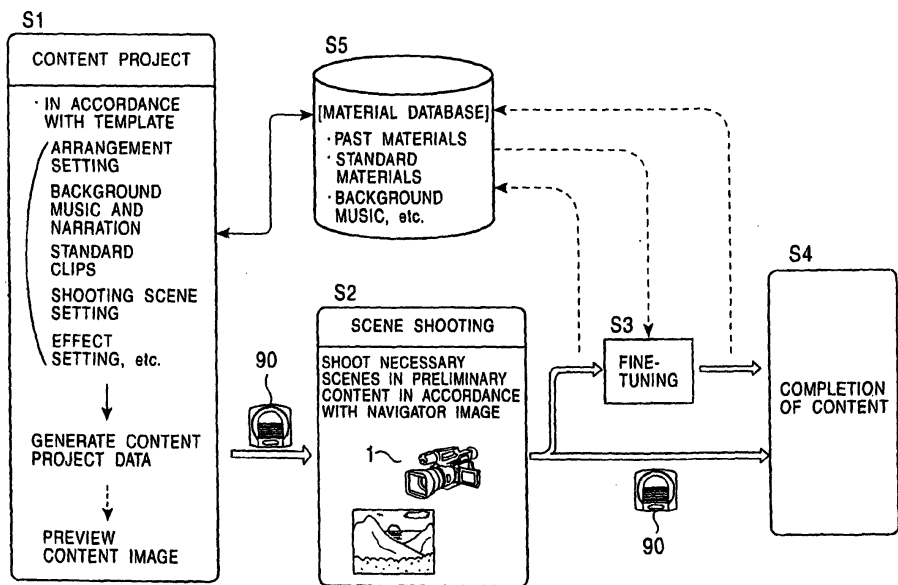 S1
CONTENT PROJECT
· IN ACCORDANCE
WITH TEMPLATE
ARRANGEMENT
SETTING
BACKGROUND
MUSIC AND
NARRATION
STANDARD
CLIPS
SHOOTING SCENE
SETTING
EFFECT
SETTING, etc.
GENERATE CONTENT
PROJECT DATA
PREVIEW
CONTENT IMAGE
S5
[MATERIAL DATABASE]
· PAST MATERIALS
· STANDARD
MATERIALS
· BACKGROUND
MUSIC, etc.
90
S2
SCENE SHOOTING
SHOOT NECESSARY
SCENES IN PRELIMINARY
CONTENT IN ACCORDANCE
WITH NAVIGATOR IMAGE
1
S3
FINE-
TUNING
90
S4
COMPLETION
OF CONTENT